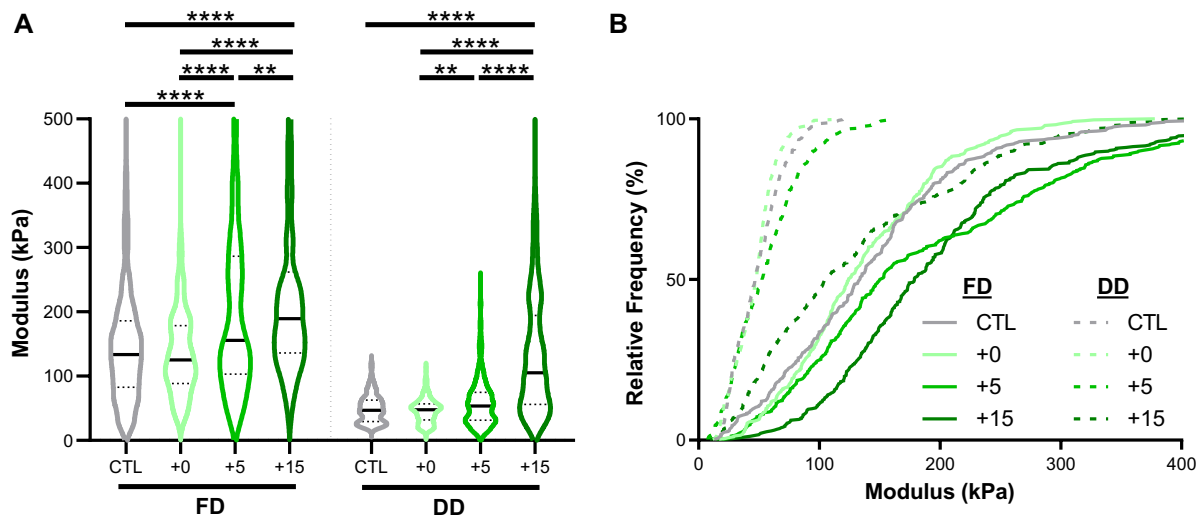 A
****
****
****
****
**
****
****
**
****
Modulus (kPa)
500
400
300
200
100
0
CTL +0 +5 +15 CTL +0 +5 +15
FD DD
B
Relative Frequency (%)
100
50
0
0 100 200 300 400
Modulus (kPa)
FD DD
CTL CTL
+0 +0
+5 +5
+15 +15